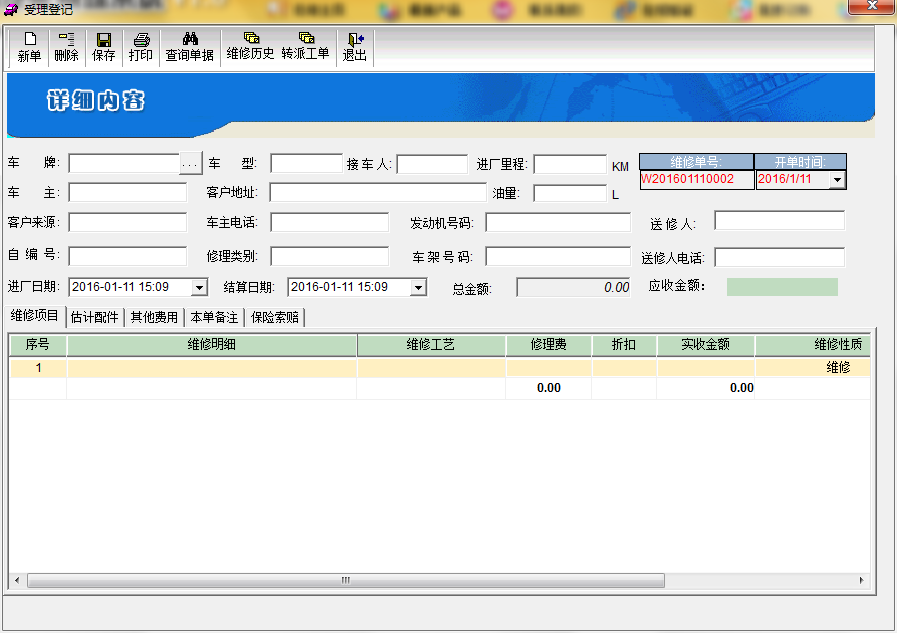 受理登记
新单 删除 保存 打印 查询单据 维修历史 转派工单 退出
详细内容
车 牌: ... 车 型: 接车人: 进厂里程: KM 维修单号: 开单时间:
W201601110002 2016/1/11
车 主: 客户地址: 油量: L
客户来源: 车主电话: 发动机号码: 送修人:
自编号: 修理类别: 车架号码: 送修人电话:
进厂日期: 2016-01-11 15:09 结算日期: 2016-01-11 15:09 总金额: 0.00 应收金额:
维修项目 估计配件 其他费用 本单备注 保险索赔
序号 维修明细 维修工艺 修理费 折扣 实收金额 维修性质
1 维修
0.00 0.00